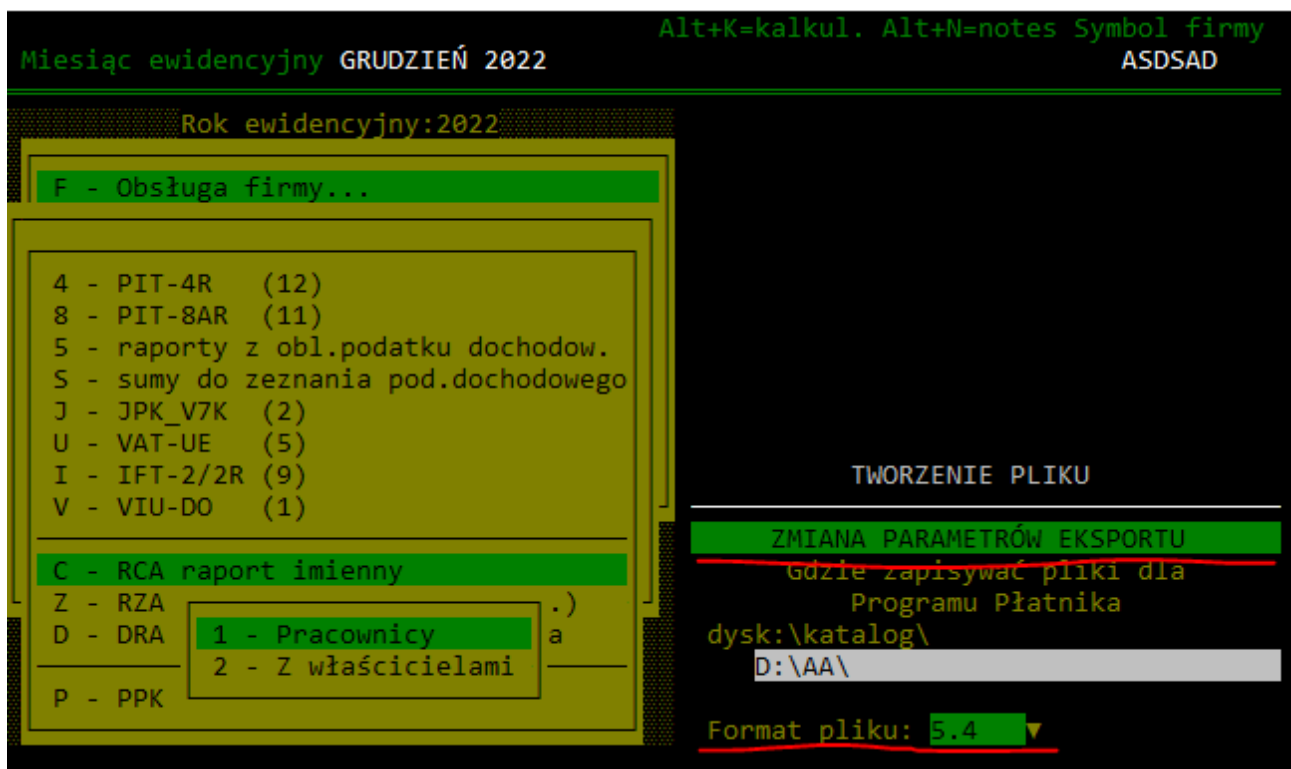 Alt+K=kalkul. Alt+N=notes Symbol firmy
Miesiąc ewidencyjny GRUDZIEŃ 2022 ASDSAD
Rok ewidencyjny:2022
F - Obsługa firmy...
4 - PIT-4R (12)
8 - PIT-8AR (11)
5 - raporty z obl.podatku dochodow.
S - sumy do zeznania pod.dochodowego
J - JPK_V7K (2)
U - VAT-UE (5)
I - IFT-2/2R (9)
V - VIU-DO (1)
C - RCA raport imienny
Z - RZA .)
D - DRA a
1 - Pracownicy
2 - Z właścicielami
P - PPK
TWORZENIE PLIKU
ZMIANA PARAMETRÓW EKSPORTU
Gdzie zapisywać pliki dla
Programu Płatnika
dysk:\katalog\
D:\AA\
Format pliku: 5.4